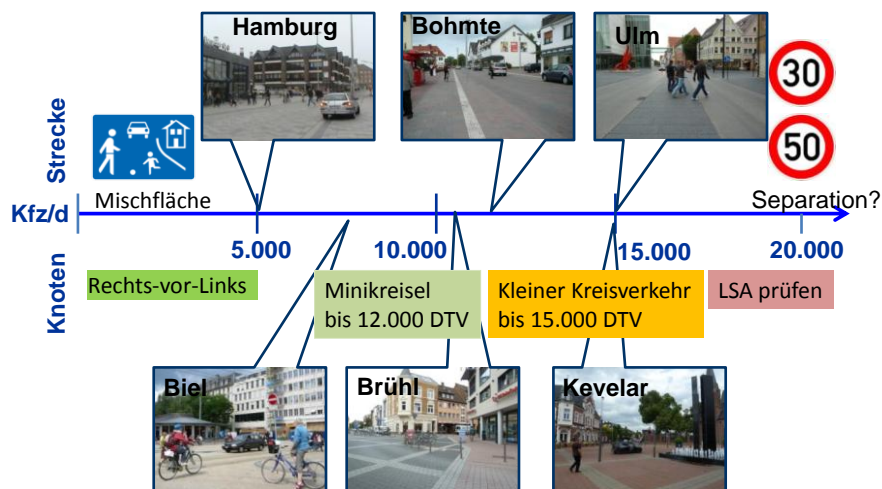 Hamburg
Bohmte
Ulm
30
50
Strecke
Mischfläche
Separation?
Kfz/d
5.000
10.000
15.000
20.000
Knoten
Rechts-vor-Links
Minikreisel
bis 12.000 DTV
Kleiner Kreisverkehr
bis 15.000 DTV
LSA prüfen
Biel
Brühl
Kevelar